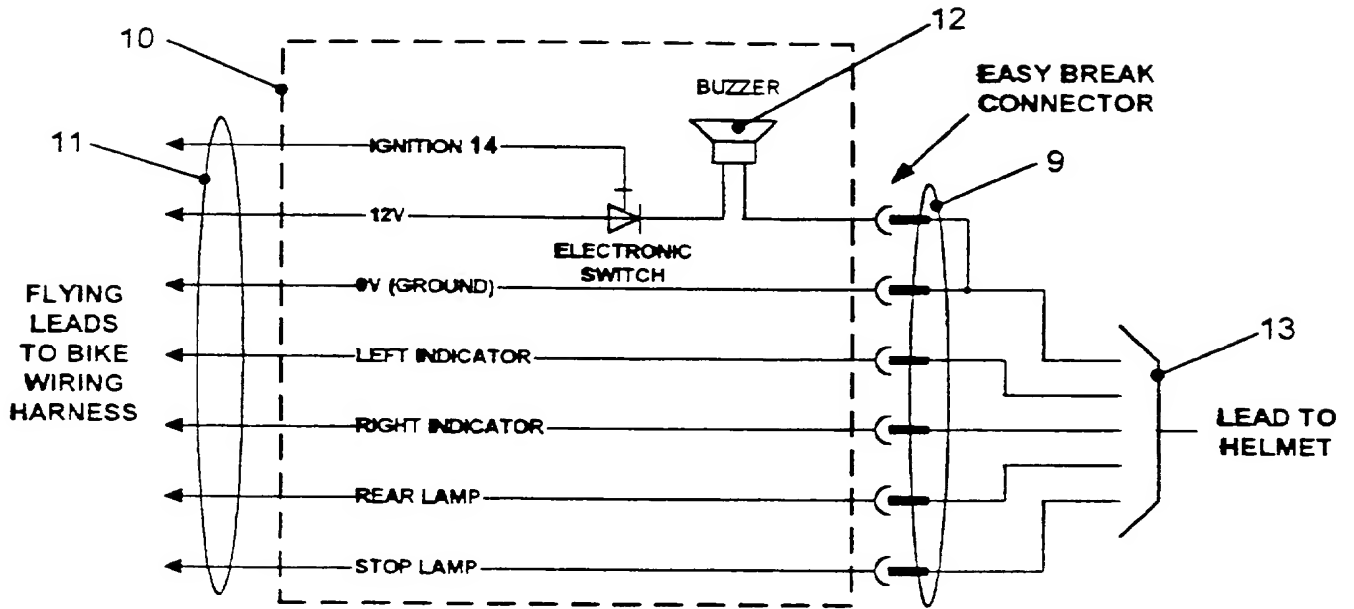 10
12
BUZZER
EASY BREAK
CONNECTOR
11
IGNITION 14
9
12V
ELECTRONIC
SWITCH
0V (GROUND)
FLYING
LEADS
TO BIKE
WIRING
HARNESS
13
LEFT INDICATOR
LEAD TO
HELMET
RIGHT INDICATOR
REAR LAMP
STOP LAMP